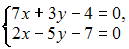 7x + 3y – 4 = 0,
2x – 5y – 7 = 0